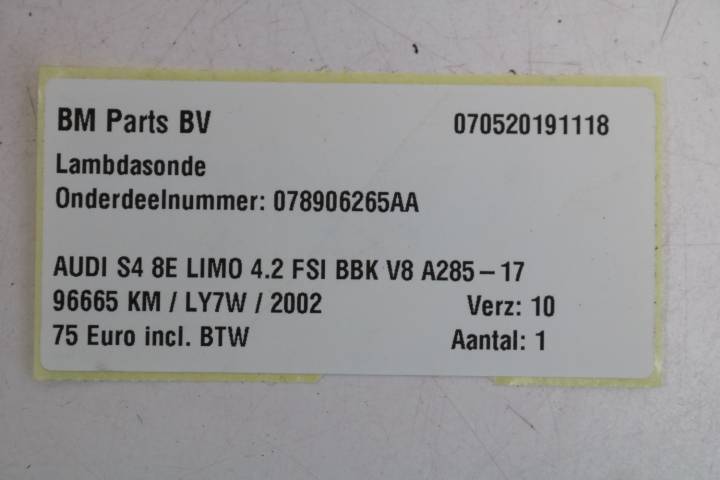 BM Parts BV 070520191118
Lambdasonde
Onderdeelnummer: 078906265AA
AUDI S4 8E LIMO 4.2 FSI BBK V8 A285-17
96665 KM / LY7W / 2002 Verz: 10
75 Euro incl. BTW Aantal: 1